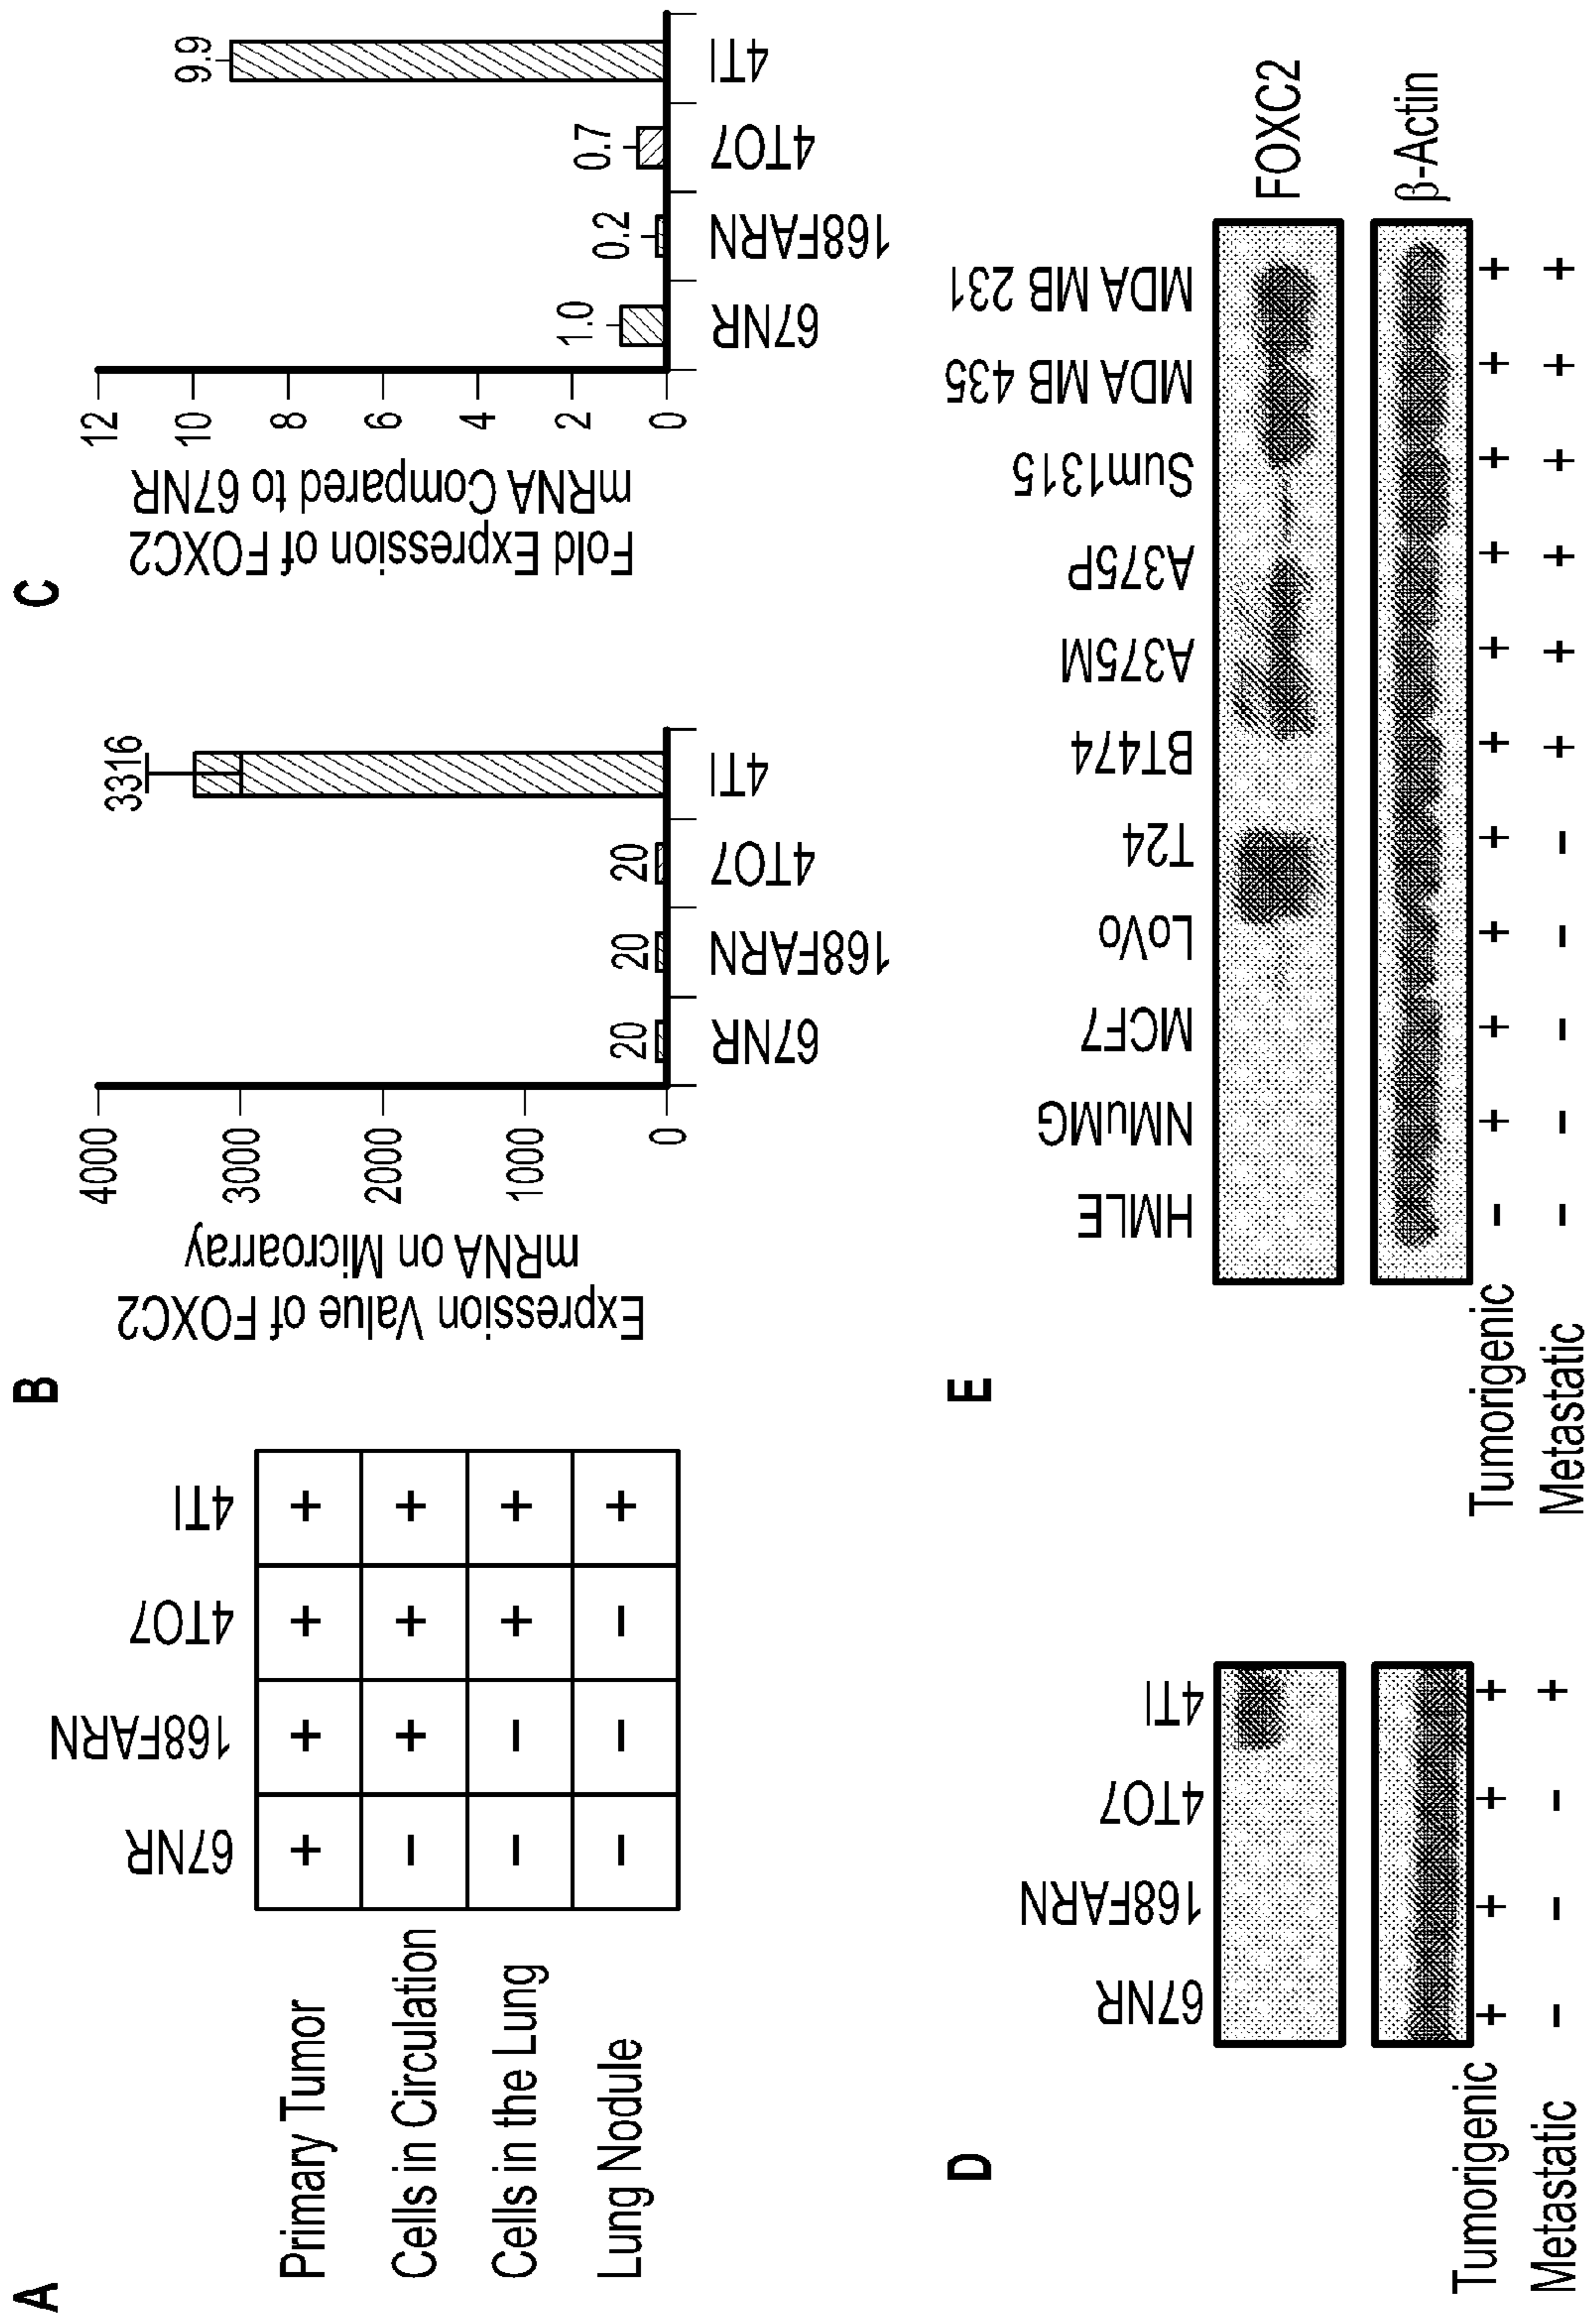 A
67NR 168FARN 4TO7 4TI
Primary Tumor + + + +
Cells in Circulation – + + +
Cells in the Lung – – + +
Lung Nodule – – – +
B
Expression Value of FOXC2
mRNA on Microarray
4000
3000
2000
1000
0
20 20 20 3316
67NR 168FARN 4TO7 4TI
C
Fold Expression of FOXC2
mRNA Compared to 67NR
12
10
8
6
4
2
0
1.0 0.2 0.7 9.9
67NR 168FARN 4TO7 4TI
D
67NR 168FARN 4TO7 4TI
Tumorigenic + + + +
Metastatic – – – +
E
HMLE NMuMG MCF7 LoVo T24 BT474 A375M A375P Sum1315 MDA MB 435 MDA MB 231
FOXC2
β-Actin
Tumorigenic – + + + + + + + + + +
Metastatic – – – – – + + + + + +